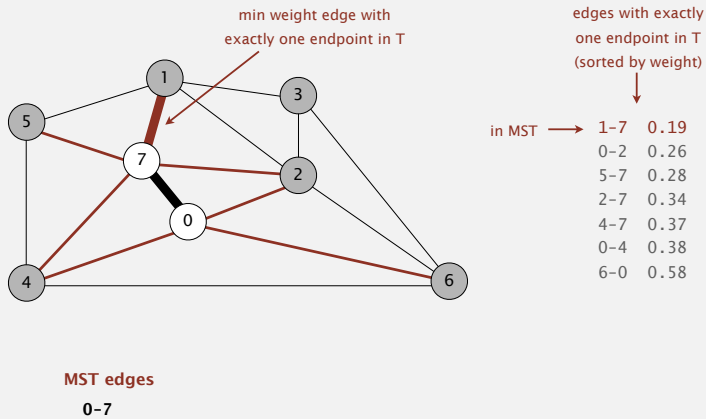 min weight edge with
exactly one endpoint in T
edges with exactly
one endpoint in T
(sorted by weight)
1
3
5
7
2
0
4
6
in MST
1-7 0.19
0-2 0.26
5-7 0.28
2-7 0.34
4-7 0.37
0-4 0.38
6-0 0.58
MST edges
0-7